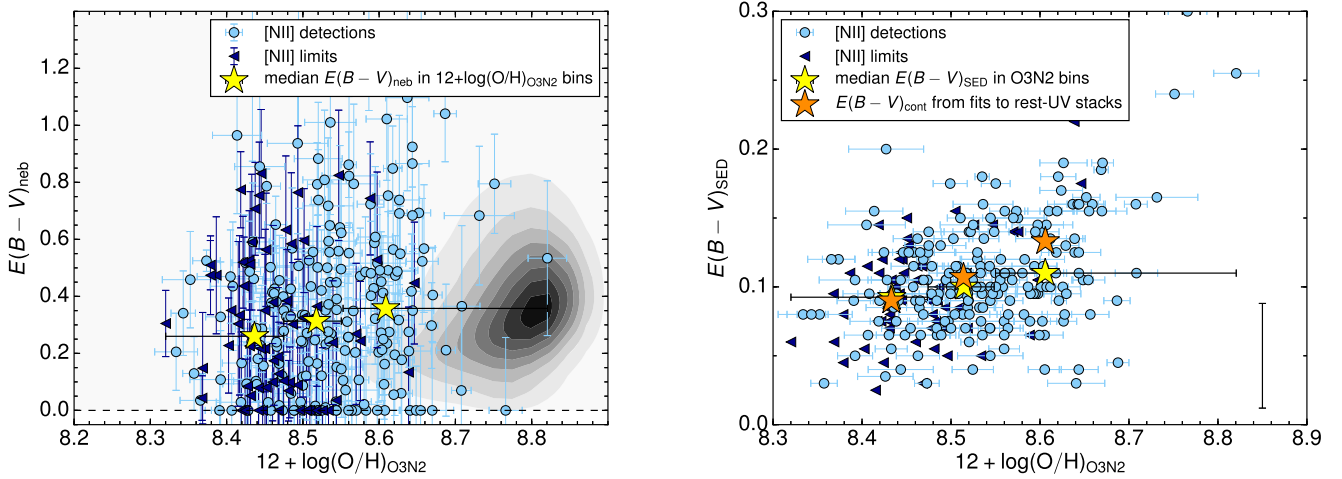 [NII] detections
[NII] limits
median E(B − V)neb in 12+log(O/H)O3N2 bins
E(B − V)neb
1.2
1.0
0.8
0.6
0.4
0.2
0.0
8.2 8.3 8.4 8.5 8.6 8.7 8.8
12 + log(O/H)O3N2
[NII] detections
[NII] limits
median E(B − V)SED in O3N2 bins
E(B − V)cont from fits to rest-UV stacks
E(B − V)SED
0.3
0.2
0.1
0.0
8.3 8.4 8.5 8.6 8.7 8.8 8.9
12 + log(O/H)O3N2